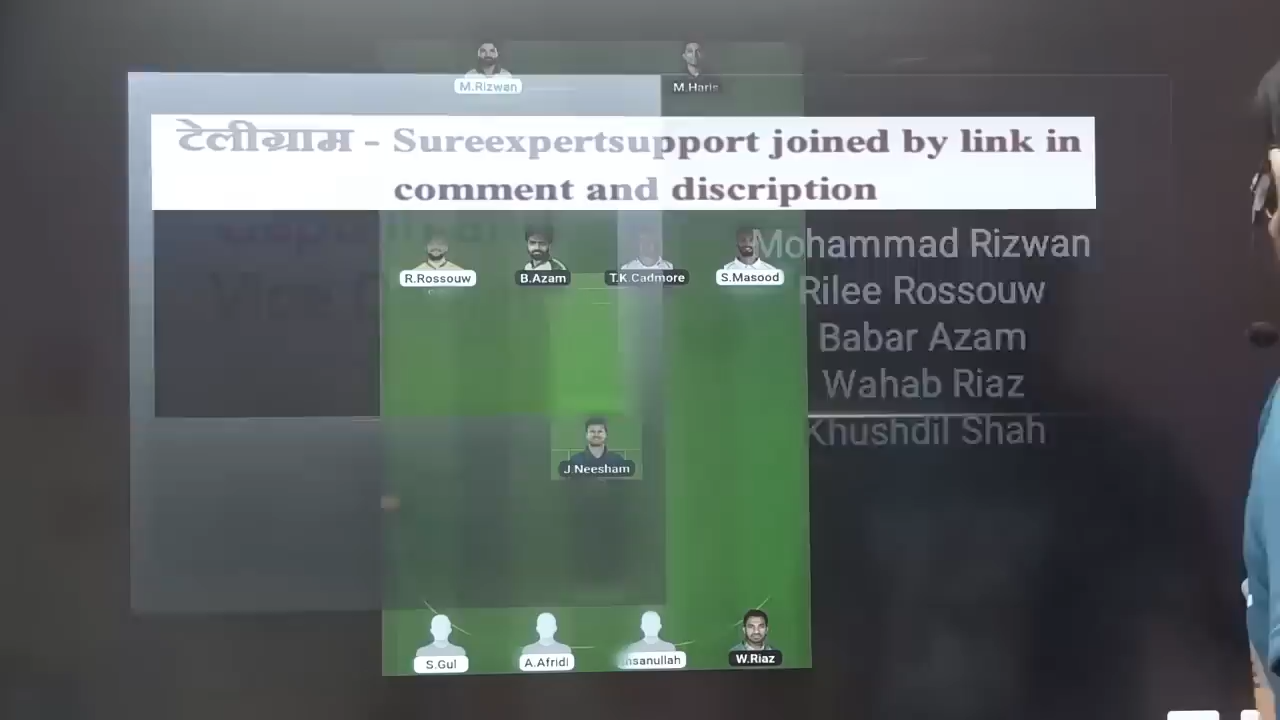 M.Rizwan
M.Haris
टेलीग्राम - Sureexpertsupport joined by link in
comment and discription
R.Rossouw
B.Azam
T.K Cadmore
S.Masood
Mohammad Rizwan
Rilee Rossouw
Babar Azam
Wahab Riaz
Khushdil Shah
J Neesham
S.Gul
A.Afridi
W.Riaz